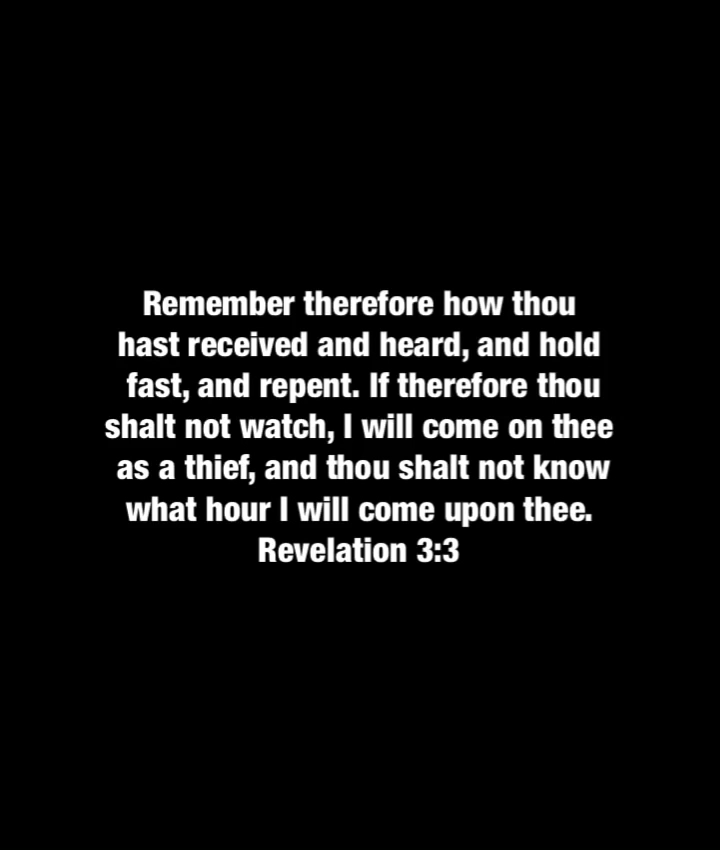 Remember therefore how thou
hast received and heard, and hold
fast, and repent. If therefore thou
shalt not watch, I will come on thee
as a thief, and thou shalt not know
what hour I will come upon thee.
Revelation 3:3